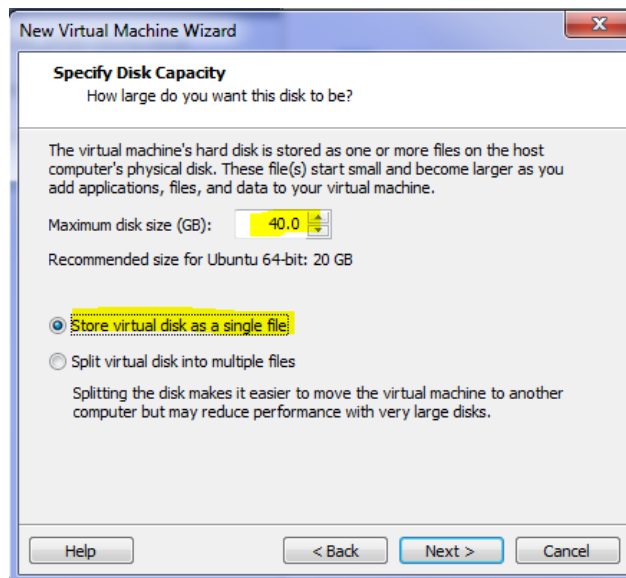 New Virtual Machine Wizard
Specify Disk Capacity
How large do you want this disk to be?
The virtual machine's hard disk is stored as one or more files on the host
computer's physical disk. These file(s) start small and become larger as you
add applications, files, and data to your virtual machine.
Maximum disk size (GB): 40.0
Recommended size for Ubuntu 64-bit: 20 GB
Store virtual disk as a single file
Split virtual disk into multiple files
Splitting the disk makes it easier to move the virtual machine to another
computer but may reduce performance with very large disks.
Help < Back Next > Cancel